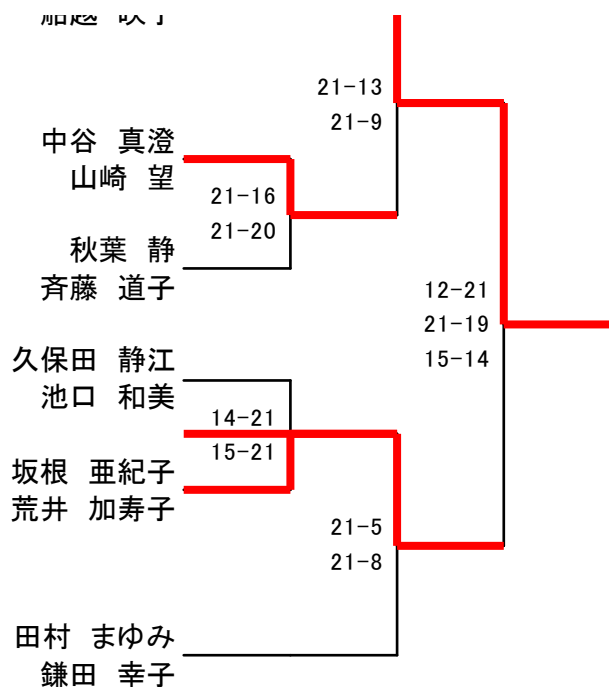 21-13
21-9
中谷 真澄
山崎 望
21-16
21-20
秋葉 静
斉藤 道子
12-21
21-19
15-14
久保田 静江
池口 和美
14-21
15-21
坂根 亜紀子
荒井 加寿子
21-5
21-8
田村 まゆみ
鎌田 幸子